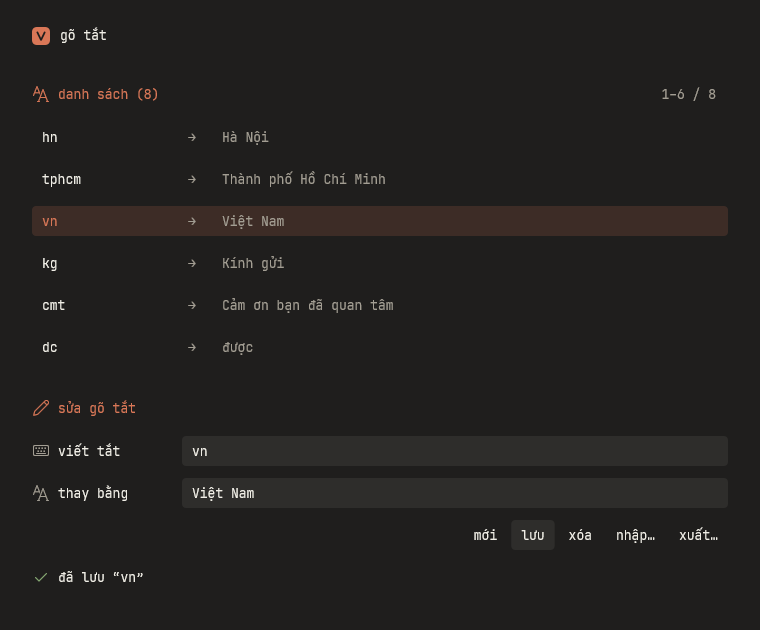 V gõ tắt
danh sách (8) 1–6 / 8
hn → Hà Nội
tphcm → Thành phố Hồ Chí Minh
vn → Việt Nam
kg → Kính gửi
cmt → Cảm ơn bạn đã quan tâm
dc → được
sửa gõ tắt
viết tắt vn
thay bằng Việt Nam
mới lưu xóa nhập… xuất…
đã lưu “vn”